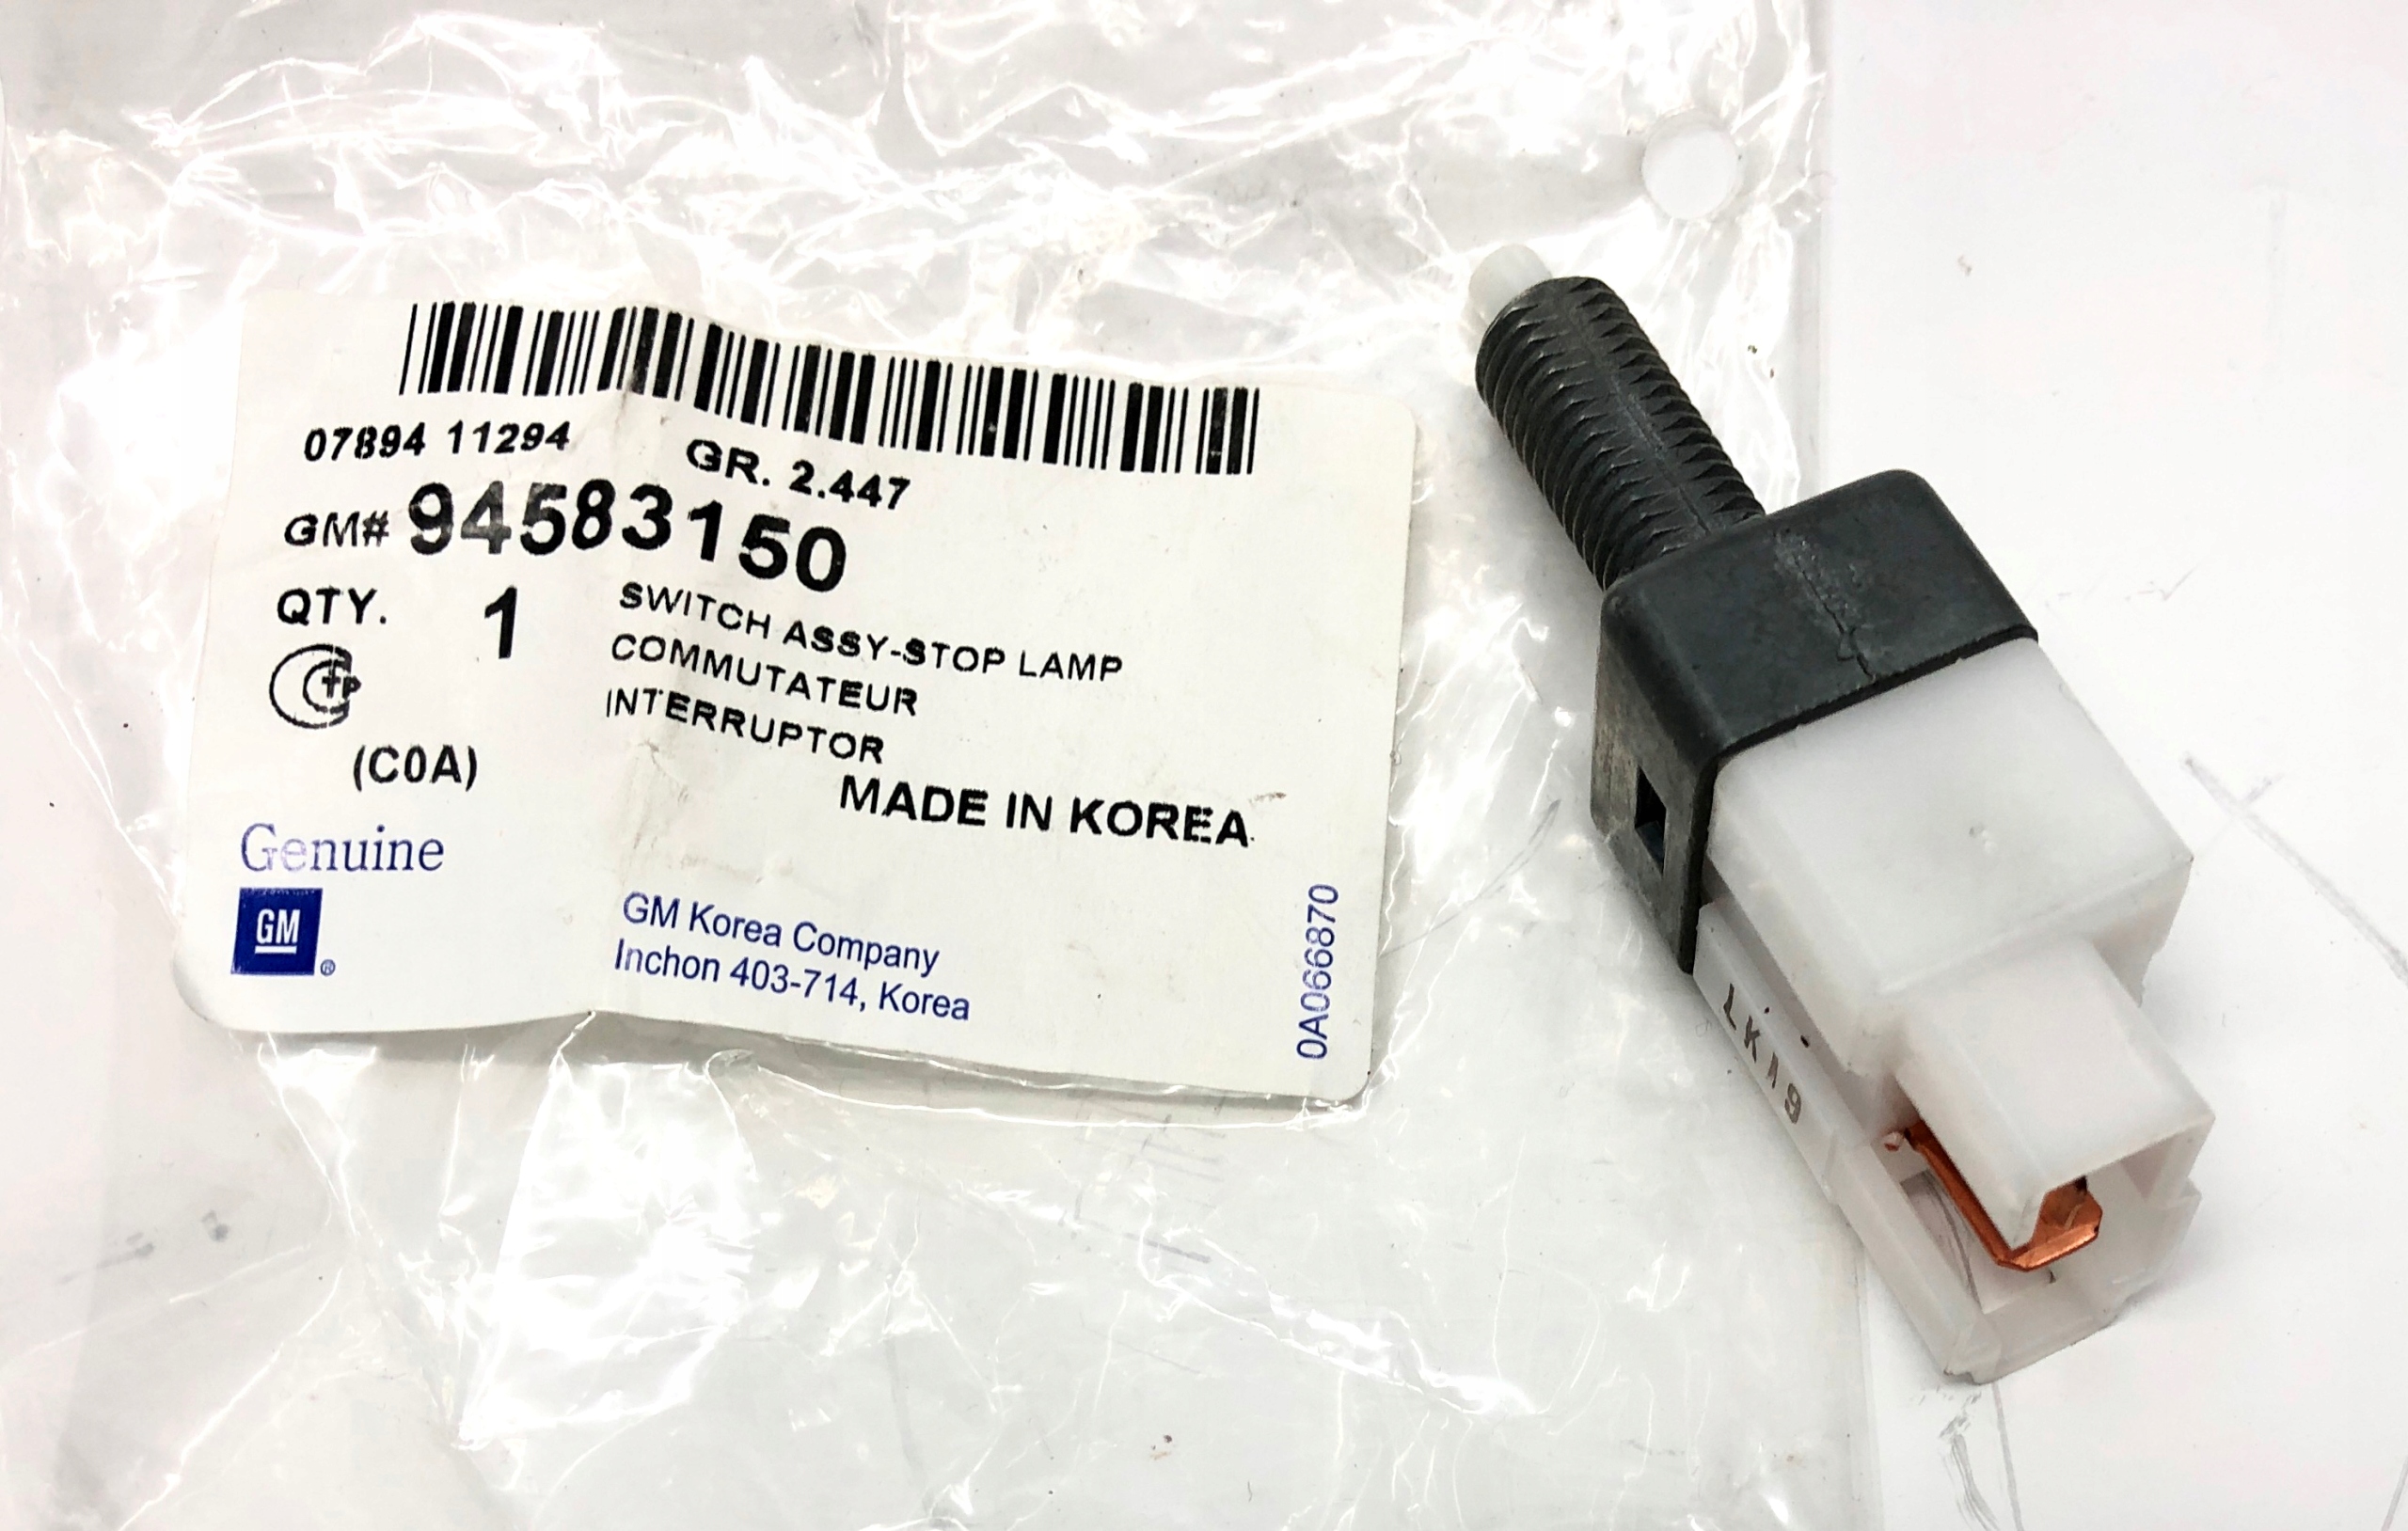 07894 11294
GR. 2.447
GM# 94583150
QTY. 1
SWITCH ASSY-STOP LAMP
COMMUTATEUR
INTERRUPTOR
(C0A)
MADE IN KOREA
Genuine
GM ®
GM Korea Company
Inchon 403-714, Korea
0A066870
LK19